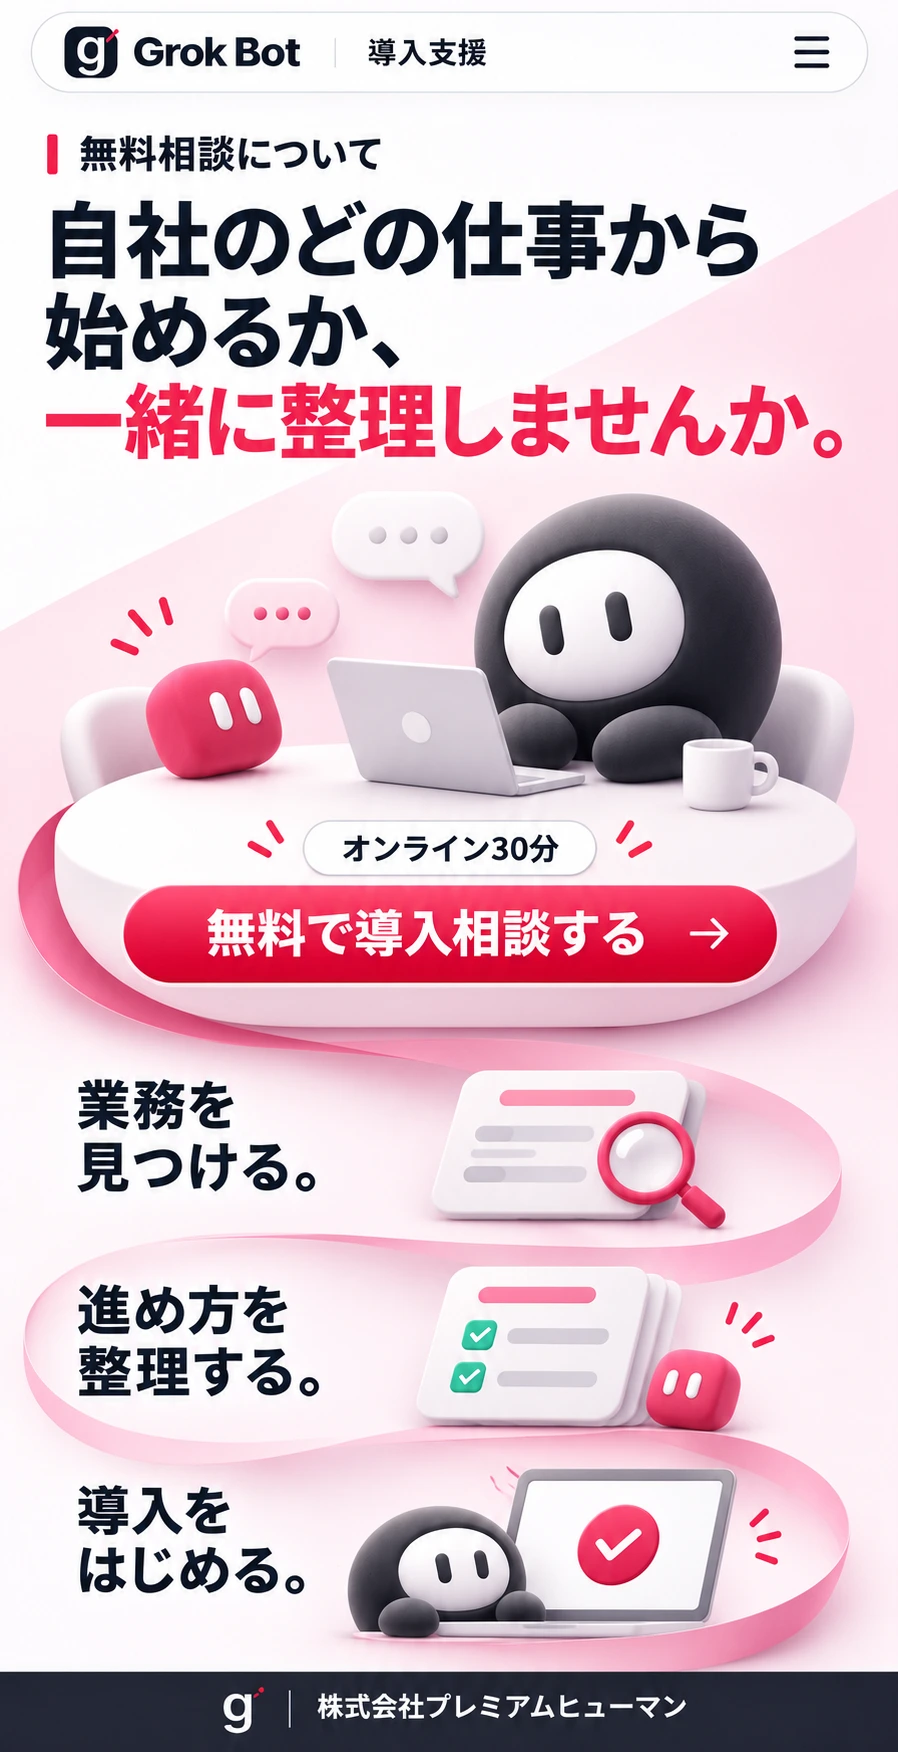 g Grok Bot 導入支援
無料相談について
自社のどの仕事から
始めるか、
一緒に整理しませんか。
オンライン30分
無料で導入相談する →
業務を
見つける。
進め方を
整理する。
導入を
はじめる。
g 株式会社プレミアムヒューマン